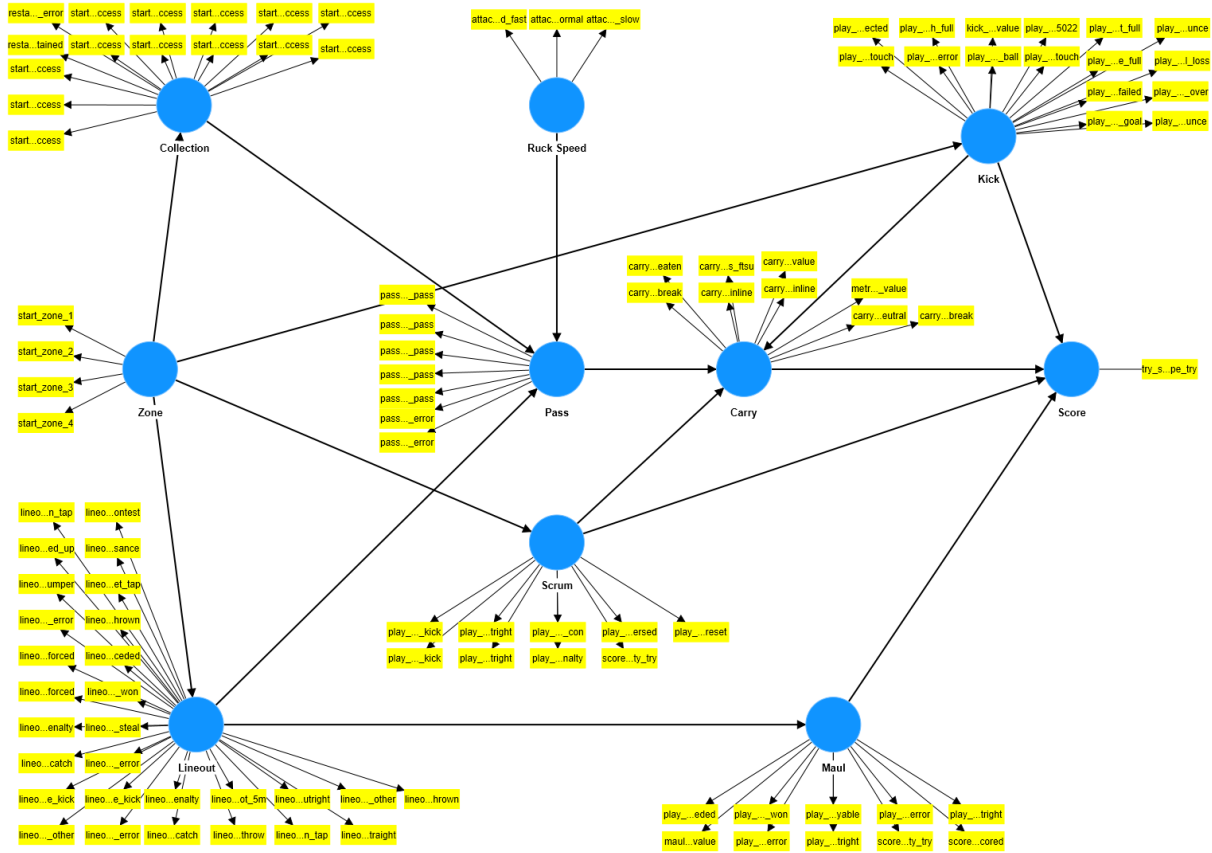 resta..._error
start...ccess
start...ccess
start...ccess
start...ccess
resta...tained
start...ccess
start...ccess
start...ccess
start...ccess
start...ccess
start...ccess
start...ccess
start...ccess
Collection
attac...d_fast
attac...ormal
attac..._slow
Ruck Speed
play_...ected
play_...h_full
kick_...value
play_...5022
play_...t_full
play_...unce
play_...touch
play_...error
play_..._ball
play_...touch
play_...e_full
play_...l_loss
play_...failed
play_..._over
play_..._goal
play_...unce
Kick
start_zone_1
start_zone_2
start_zone_3
start_zone_4
Zone
pass..._pass
pass..._pass
pass..._pass
pass..._pass
pass..._pass
pass..._error
pass..._error
Pass
carry...eaten
carry...s_ftsu
carry...value
carry...break
carry...inline
carry...inline
metr..._value
carry...eutral
carry...break
Carry
try_s...pe_try
Score
Scrum
play_..._kick
play_...tright
play_..._con
play_...ersed
play_...reset
play_..._kick
play_...tright
play_...nalty
score...ty_try
lineo...n_tap
lineo...ontest
lineo...ed_up
lineo...sance
lineo...umper
lineo...et_tap
lineo..._error
lineo...hrown
lineo...forced
lineo...ceded
lineo...forced
lineo..._won
lineo...enalty
lineo..._steal
lineo...catch
lineo..._error
Lineout
lineo...e_kick
lineo...e_kick
lineo...enalty
lineo...ot_5m
lineo...utright
lineo..._other
lineo...hrown
lineo..._other
lineo..._error
lineo...catch
lineo...throw
lineo...n_tap
lineo...traight
Maul
play_...eded
play_..._won
play_...yable
play_...error
play_...tright
maul...value
play_...error
play_...tright
score...ty_try
score...cored